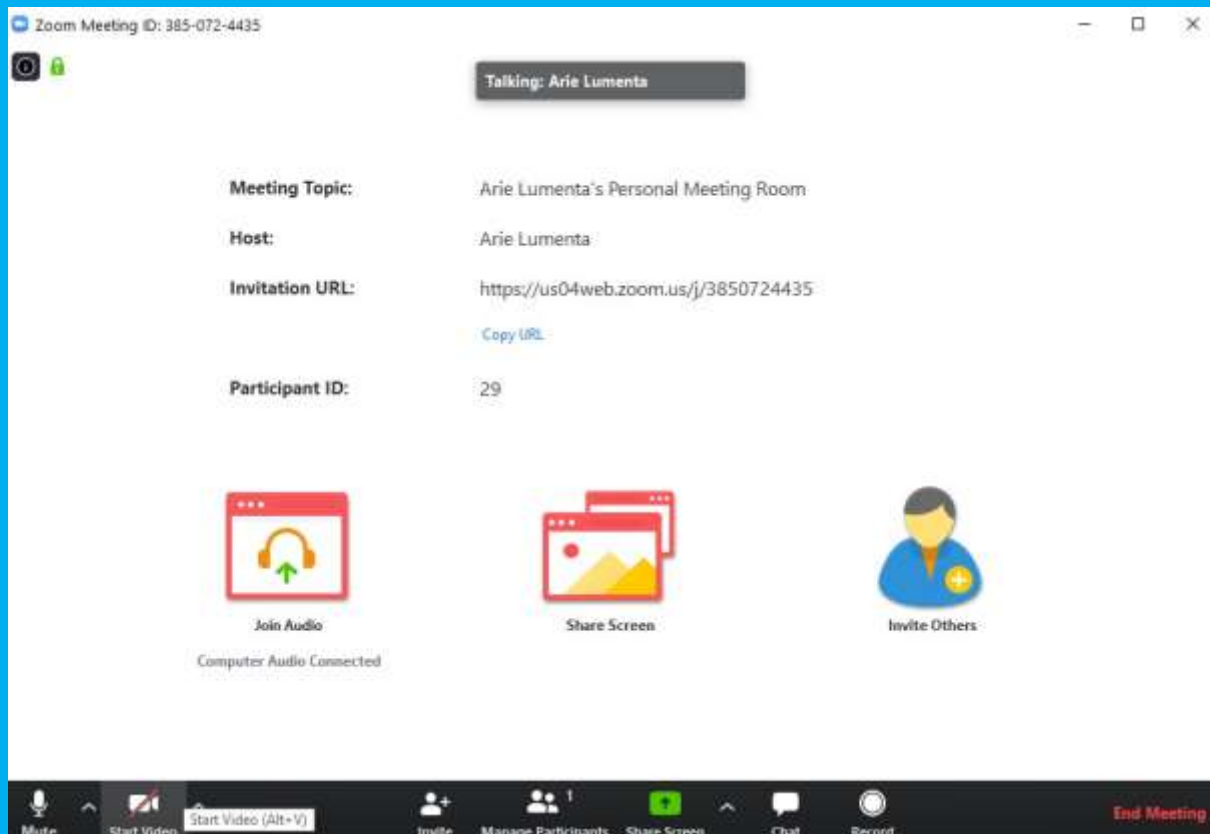 Zoom Meeting ID: 385-072-4435
Talking: Arie Lumenta
Meeting Topic: Arie Lumenta's Personal Meeting Room
Host: Arie Lumenta
Invitation URL: https://us04web.zoom.us/j/3850724435
Copy URL
Participant ID: 29
Join Audio Share Screen Invite Others
Computer Audio Connected
1
Start Video (Alt+V)
Mute Start Video Invite Manage Participants Share Screen Chat Record End Meeting